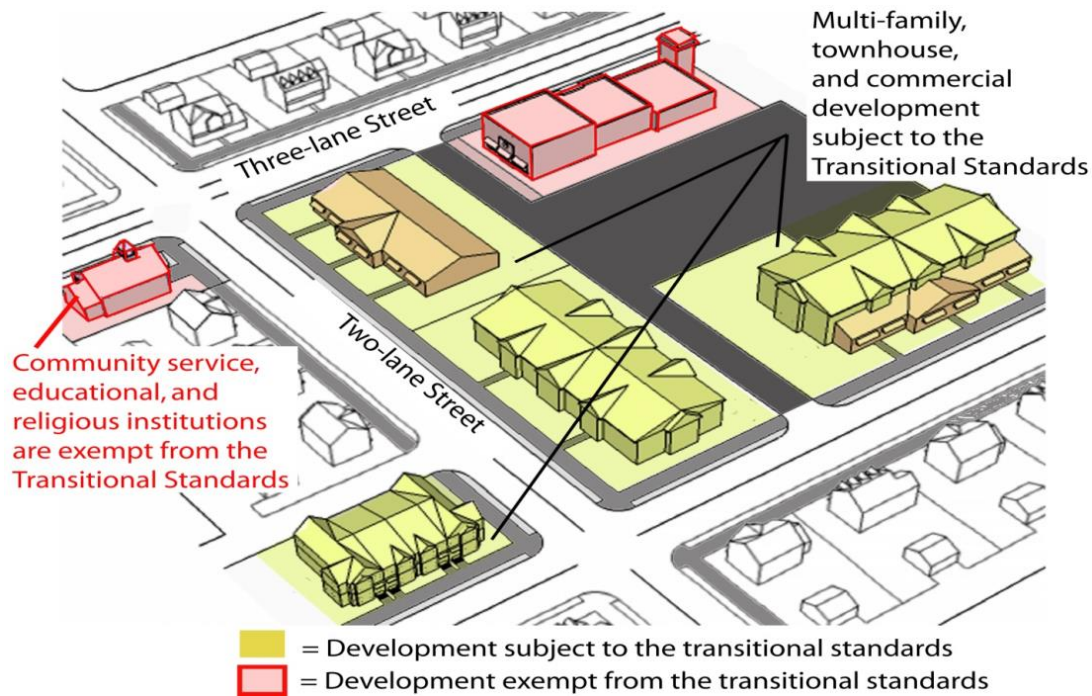 Multi-family,
townhouse,
and commercial
development
subject to the
Transitional Standards
Three-lane Street
Two-lane Street
Community service,
educational, and
religious institutions
are exempt from the
Transitional Standards
= Development subject to the transitional standards
= Development exempt from the transitional standards